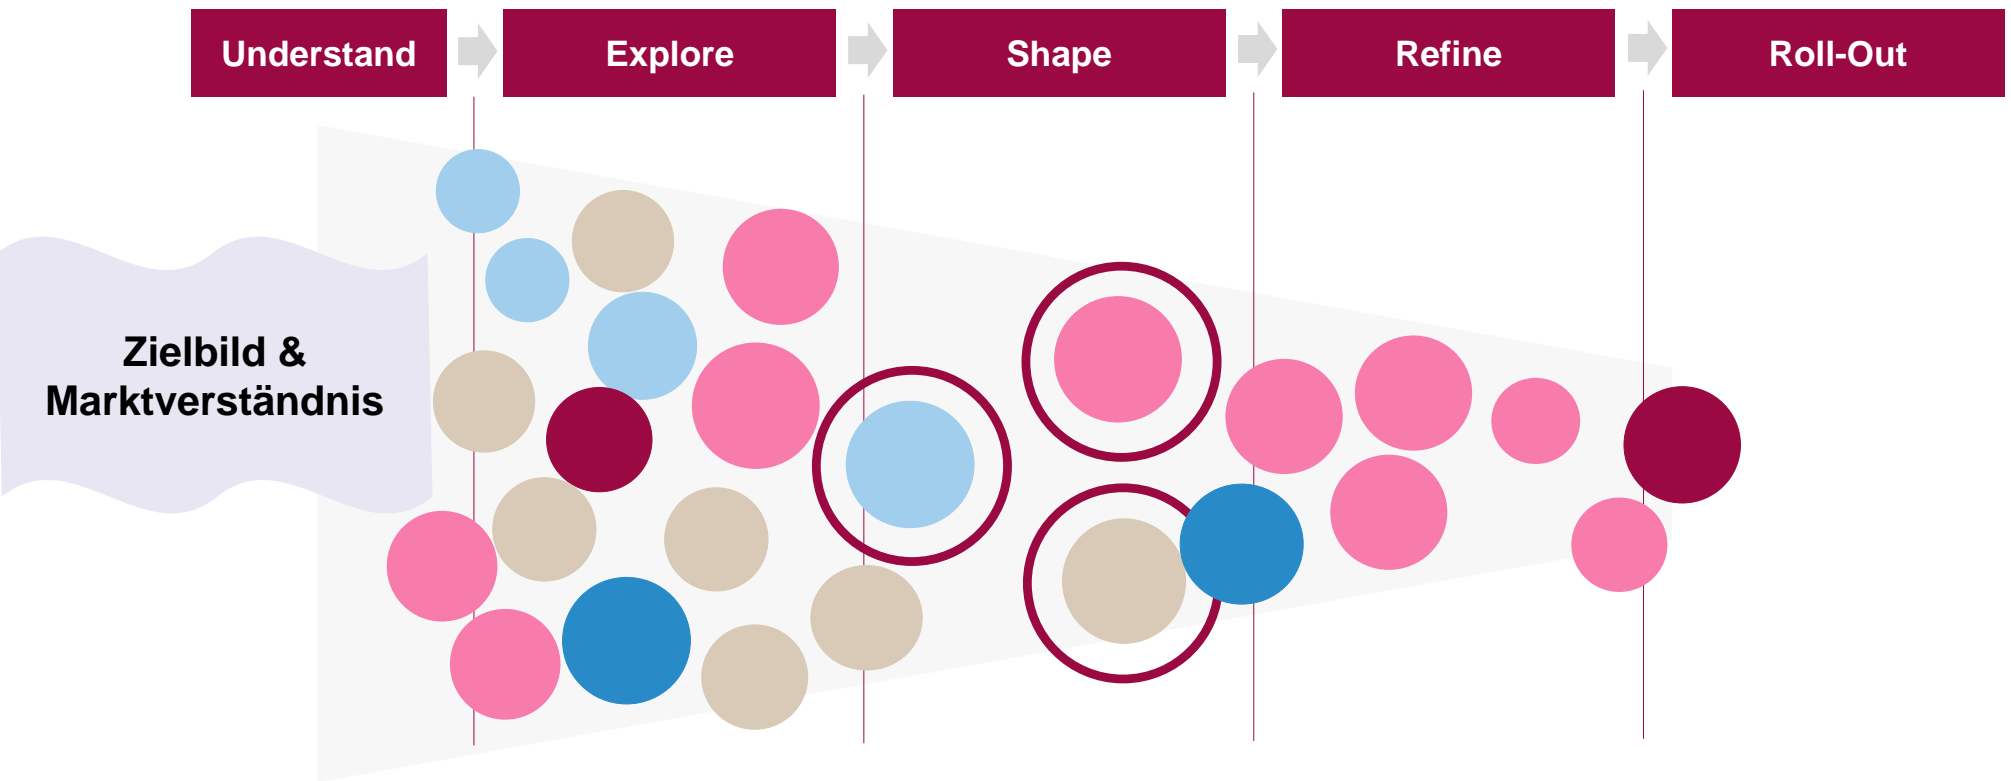 Understand
Explore
Shape
Refine
Roll-Out
Zielbild &
Marktverständnis